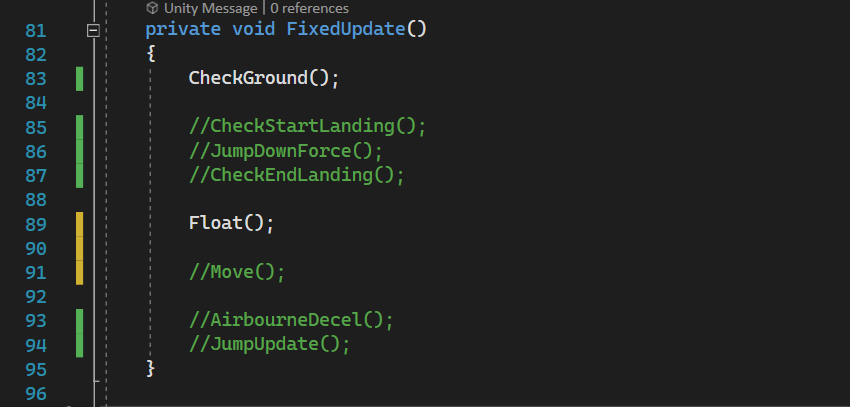 Unity Message | 0 references
81 private void FixedUpdate()
82 {
83 CheckGround();
84
85 //CheckStartLanding();
86 //JumpDownForce();
87 //CheckEndLanding();
88
89 Float();
90
91 //Move();
92
93 //AirbourneDecel();
94 //JumpUpdate();
95 }
96